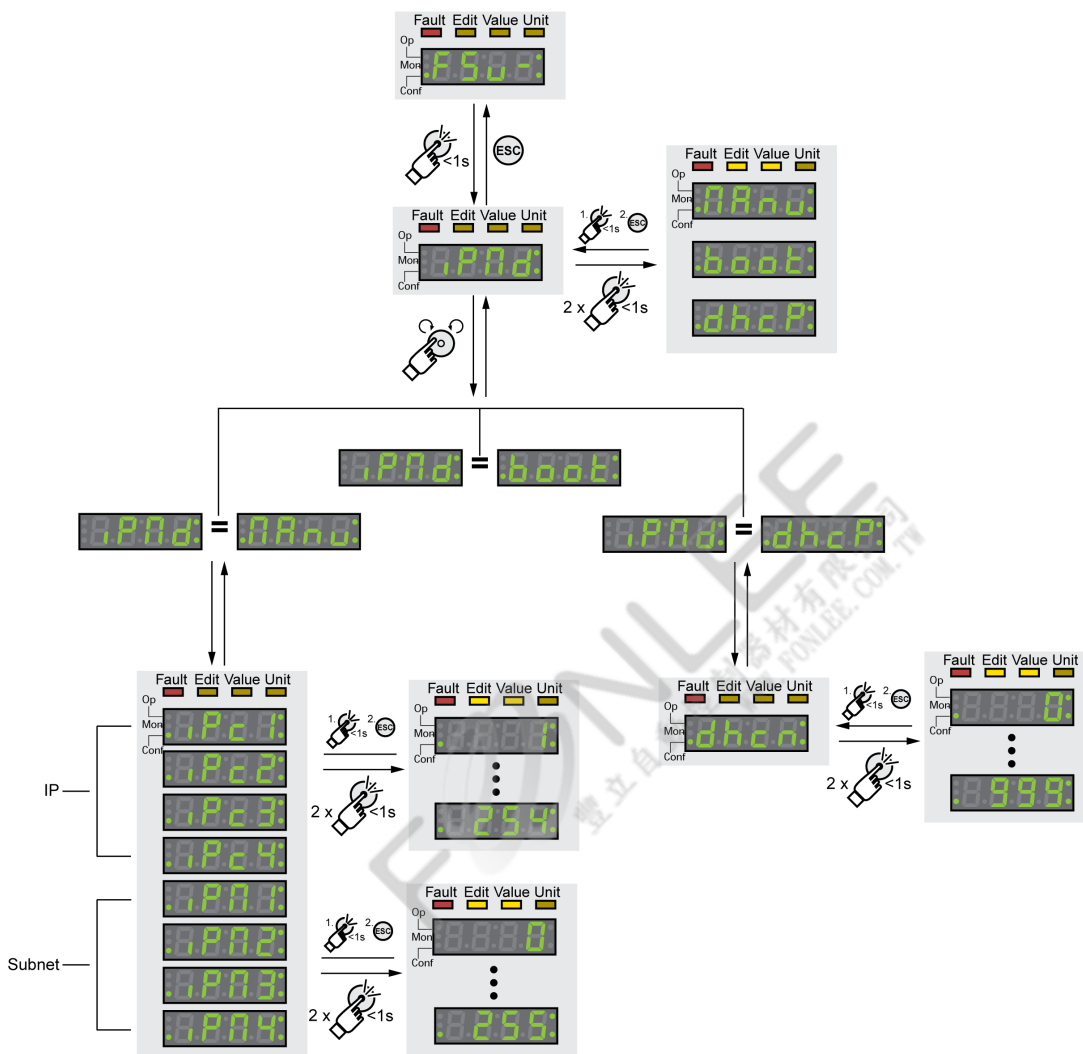 Fault Edit Value Unit
Op
Mon
Conf
FSu-
<1s
ESC
Fault Edit Value Unit
Op
Mon
Conf
iPMd
1. <1s 2. ESC
2 x <1s
Fault Edit Value Unit
Op
Mon
Conf
MAnu
boot
dhcP
iPMd = boot
iPMd = MAnu
iPMd = dhcP
Fault Edit Value Unit
Op
Mon
Conf
iPc1
iPc2
iPc3
iPc4
iPM1
iPM2
iPM3
iPM4
IP
Subnet
1. <1s 2. ESC
2 x <1s
Fault Edit Value Unit
Op
Mon
Conf
1
254
1. <1s 2. ESC
2 x <1s
Fault Edit Value Unit
Op
Mon
Conf
0
255
Fault Edit Value Unit
Op
Mon
Conf
dhcn
1. <1s 2. ESC
2 x <1s
Fault Edit Value Unit
Op
Mon
Conf
0
999
FONLEE
FONLEE.COM.TW